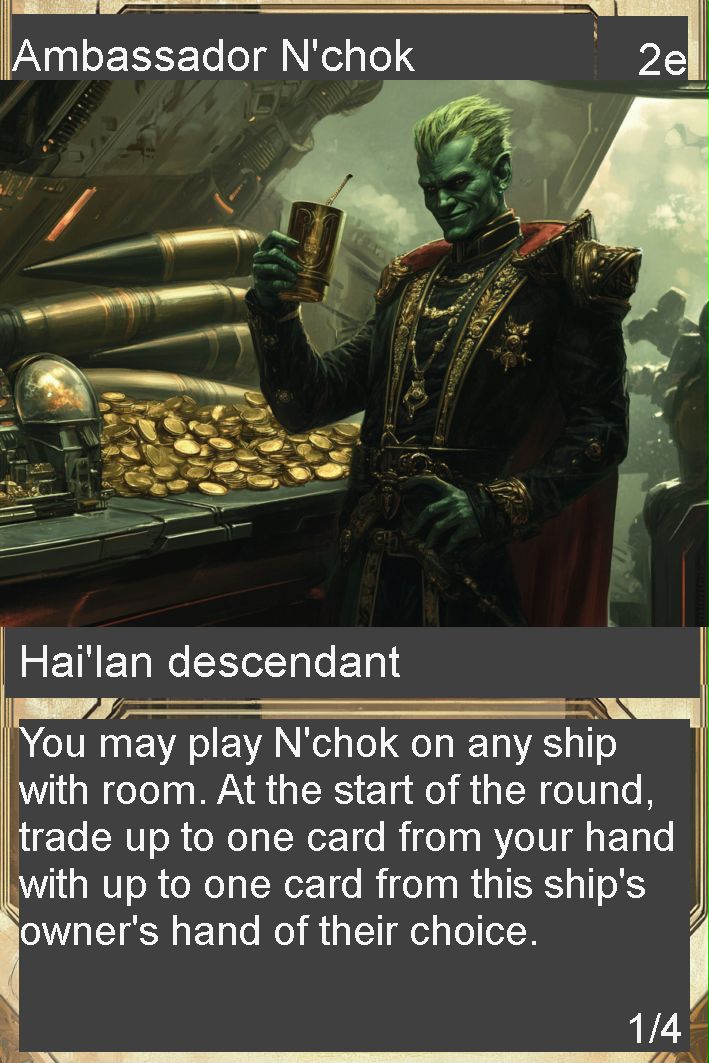 Ambassador N'chok
2e
Hai'lan descendant
You may play N'chok on any ship
with room. At the start of the round,
trade up to one card from your hand
with up to one card from this ship's
owner's hand of their choice.
1/4